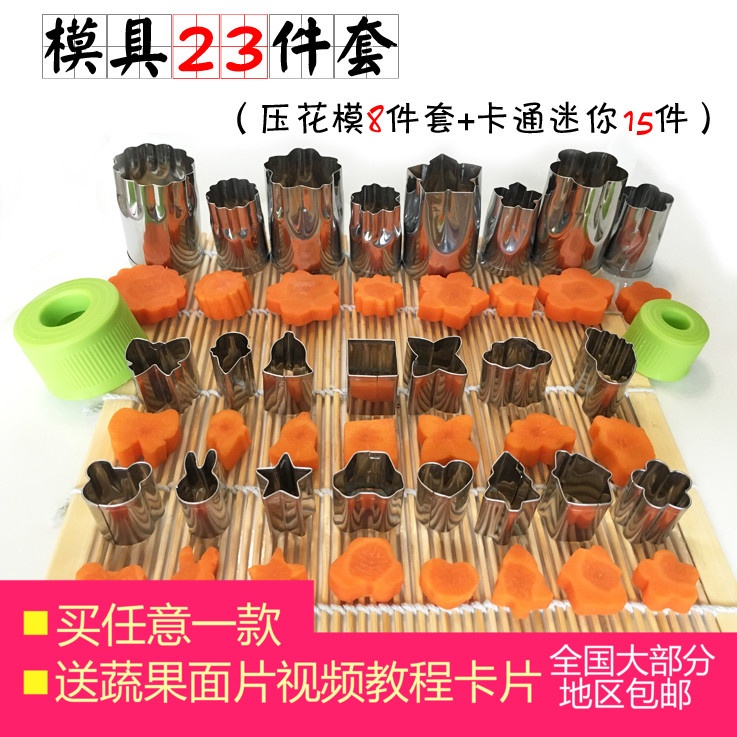 模具23件套
（压花模8件套+卡通迷你15件）
买任意一款
送蔬果面片视频教程卡片
全国大部分
地区包邮